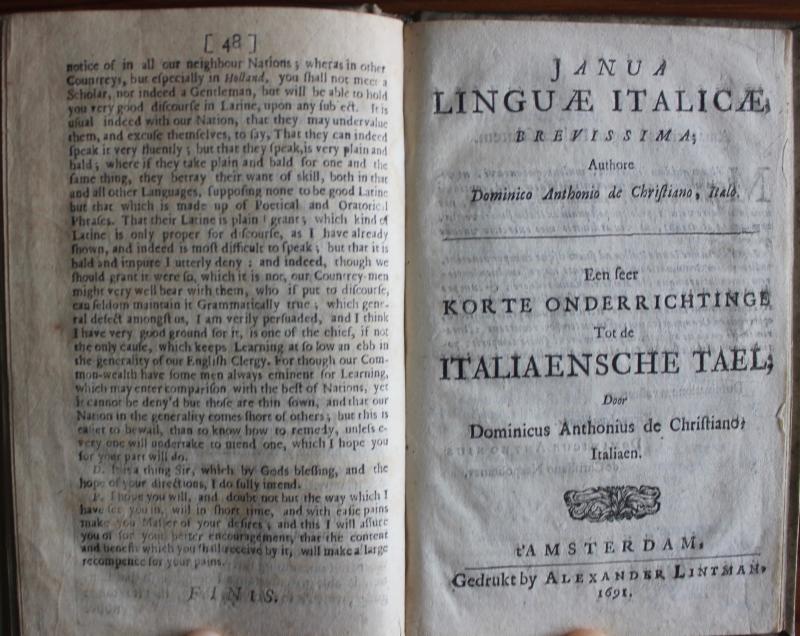 [ 48 ]
notice of in all our neighbour Nations; wheras in other
Countreys, but eſpecially in Holland, you ſhall not meet a
Scholar, nor indeed a Gentleman, but will be able to hold
you very good diſcourſe in Latine, upon any ſubject. It is
uſual indeed with our Nation, that they may undervalue
them, and excuſe themſelves, to ſay, That they can indeed
ſpeak it very fluently; but that they ſpeak, is very plain and
bald; where if they take plain and bald for one and the
ſame thing, they betray their want of skill, both in that
and all other Languages, ſuppoſing none to be good Latine
but that which is made up of Poetical and Oratorical
Phraſes. That their Latine is plain I grant; which kind of
Latine is only proper for diſcourſe, as I have already
ſhown, and indeed is moſt difficult to ſpeak; but that it is
bald and impure I utterly deny: and indeed, though we
ſhould grant it were ſo, which it is not, our Countrey-men
might very well bear with them, who if put to diſcourſe,
can ſeldom maintain it Grammatically true; which gene-
ral defect amongſt us, I am verily perſuaded, and I think
I have very good ground for it, is one of the chief, if not
the only cauſe, which keeps Learning at ſo low an ebb in
the generality of our Engliſh Clergy. For though our Com-
mon-wealth have ſome men always eminent for Learning,
which may enter compariſon with the beſt of Nations, yet
it cannot be deny'd but thoſe are thin ſown, and that our
Nation in the generality comes ſhort of others; but this is
eaſier to bewail, than to know how to remedy, unleſs e-
very one will undertake to mend one, which I hope you
for your part will do.
D. It is a thing Sir, which by Gods bleſſing, and the
hope of your directions, I do fully intend.
P. I hope you will, and doubt not but the way which I
have ſet you in, will in ſhort time, and with eaſie pains
make you Maſter of your deſires; and this I will aſſure
you of for your better encouragement, that the content
and benefit which you ſhall receive by it, will make a large
recompence for your pains.
FINIS.
JANUA
LINGUÆ ITALICÆ,
BREVISSIMA;
Authore
Dominico Anthonio de Chriſtiano, Italo.
Een ſeer
KORTE ONDERRICHTINGE
Tot de
ITALIAENSCHE TAEL;
Door
Dominicus Anthonius de Chriſtiano,
Italiaen.
t'AMSTERDAM,
Gedrukt by ALEXANDER LINTMAN,
1691.